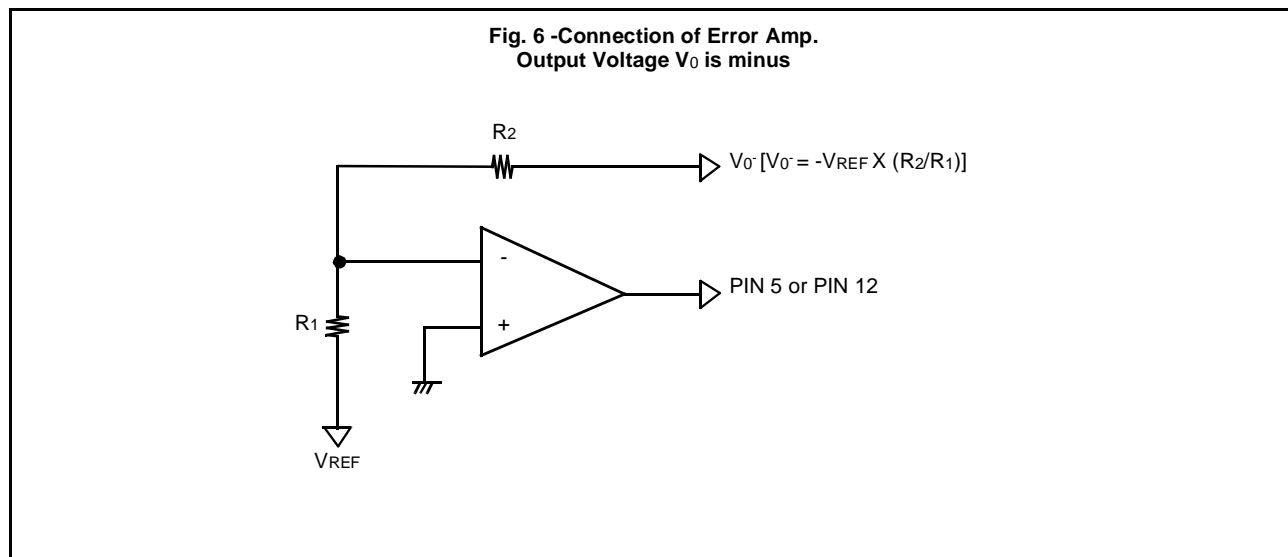 Fig. 6 -Connection of Error Amp.
Output Voltage V0 is minus
R2
V0- [V0- = -VREF X (R2/R1)]
-
PIN 5 or PIN 12
+
R1
VREF